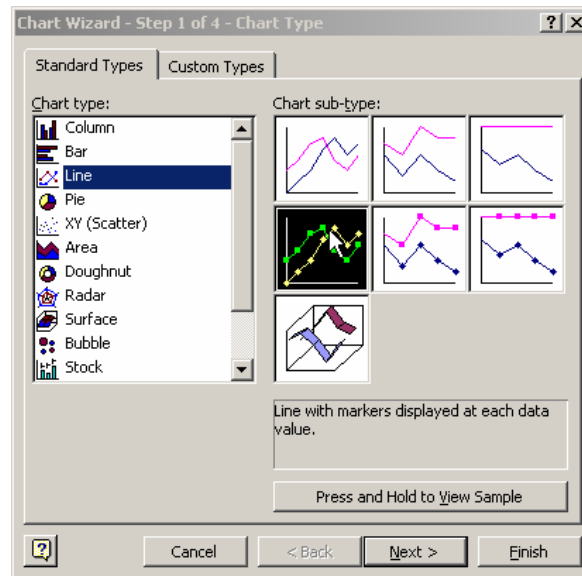 Chart Wizard - Step 1 of 4 - Chart Type
Standard Types
Custom Types
Chart type:
Column
Bar
Line
Pie
XY (Scatter)
Area
Doughnut
Radar
Surface
Bubble
Stock
Chart sub-type:
Line with markers displayed at each data
value.
Press and Hold to View Sample
Cancel
< Back
Next >
Finish